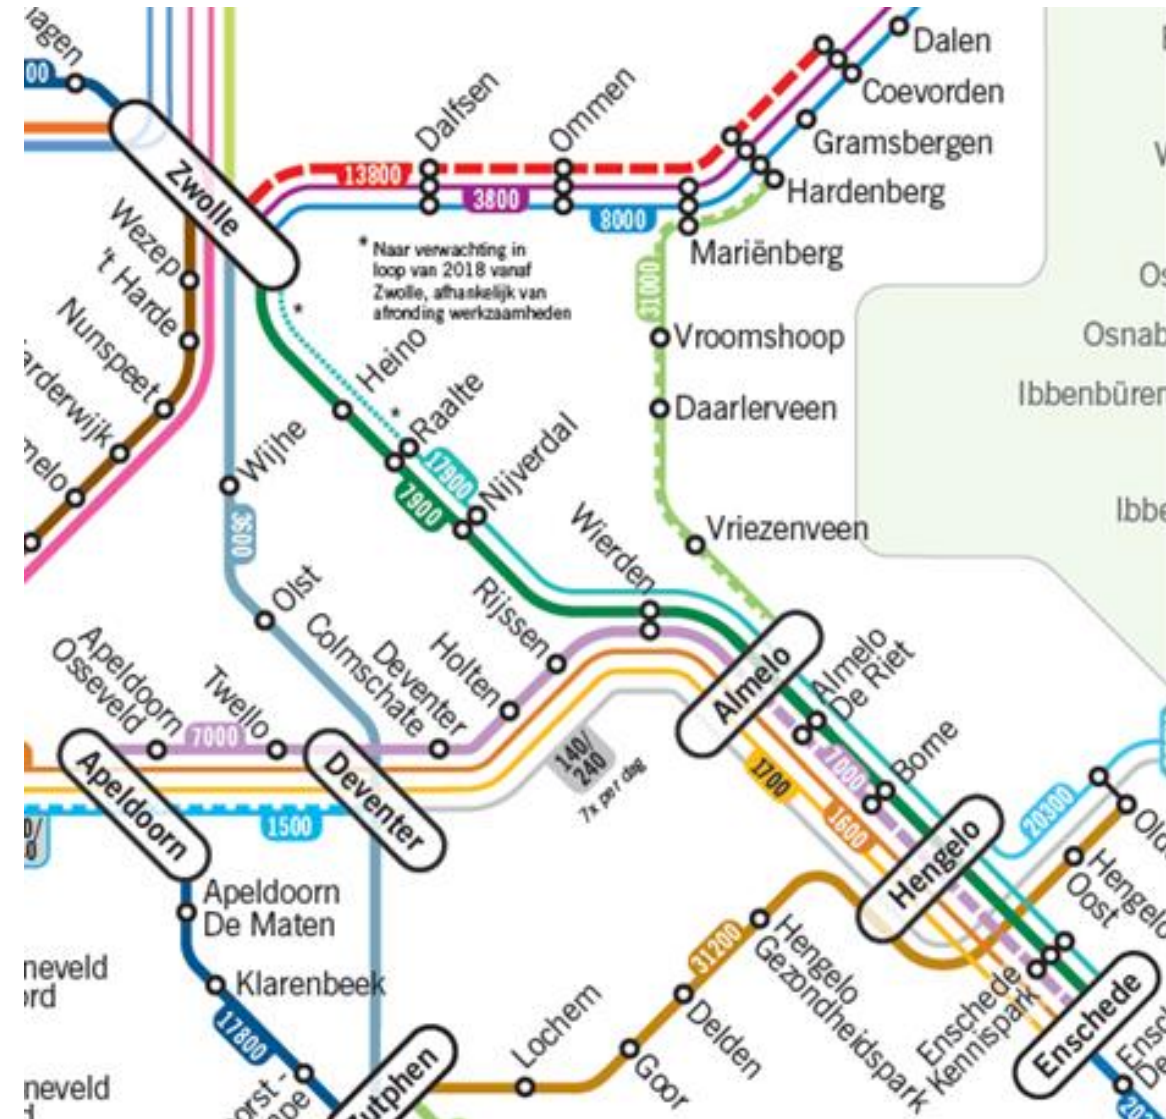 Dalen
Coevorden
Gramsbergen
Hardenberg
Dalfsen
Ommen
13800
3800
8000
Mariënberg
Zwolle
Wezep
't Harde
Nunspeet
* Naar verwachting in
loop van 2018 vanaf
Zwolle, afhankelijk van
afronding werkzaamheden
*
*
31000
Vroomshoop
Daarlerveen
Vriezenveen
Heino
Raalte
Nijverdal
17900
7900
Wierden
Rijssen
Holten
Deventer
Colmschate
Wijhe
3600
Olst
Apeldoorn
Osseveld
Twello
7000
Apeldoorn
Deventer
1500
140/
240
7x per dag
Almelo
Almelo
De Riet
7000
Borne
1700
1600
Hengelo
20300
Hengelo
Oost
31200
Hengelo
Gezondheidspark
Delden
Goor
Lochem
Enschede
Kennispark
Enschede
Apeldoorn
De Maten
Klarenbeek
17800
Osnab
Ibbenbüren